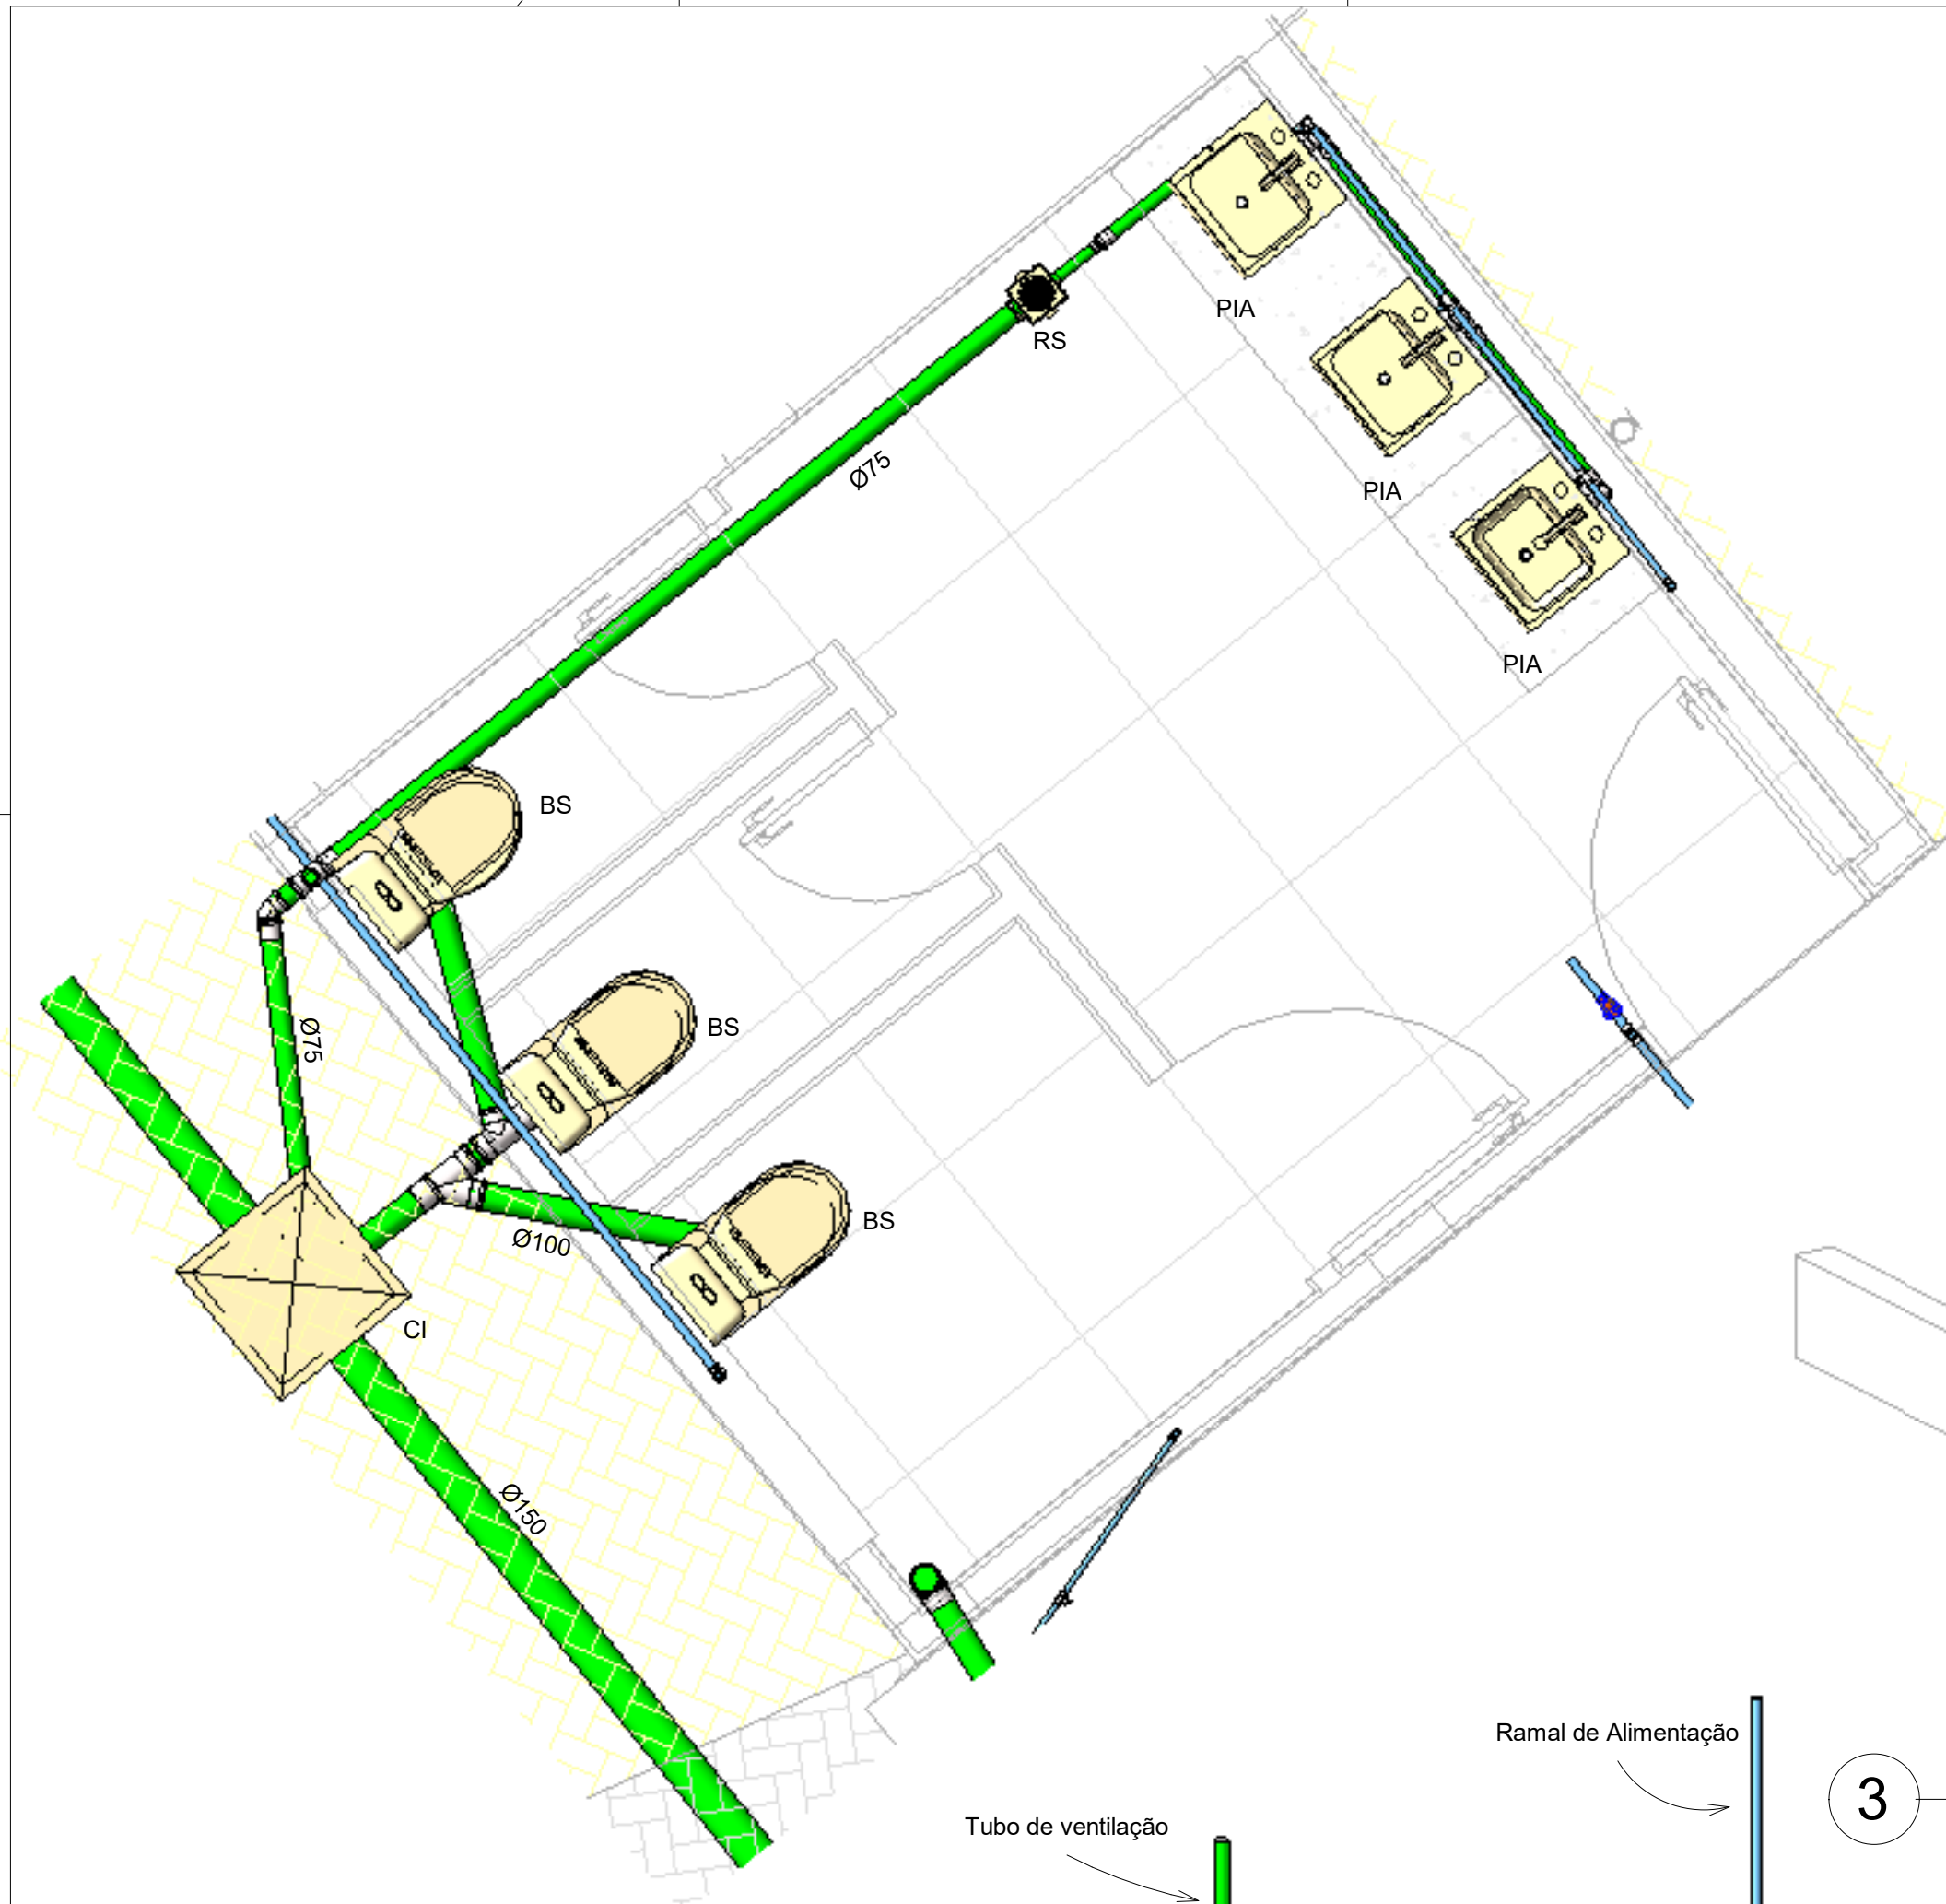 PIA
RS
Ø75
PIA
PIA
BS
BS
Ø75
BS
Ø100
CI
Ø150
Ramal de Alimentação
3
Tubo de ventilação